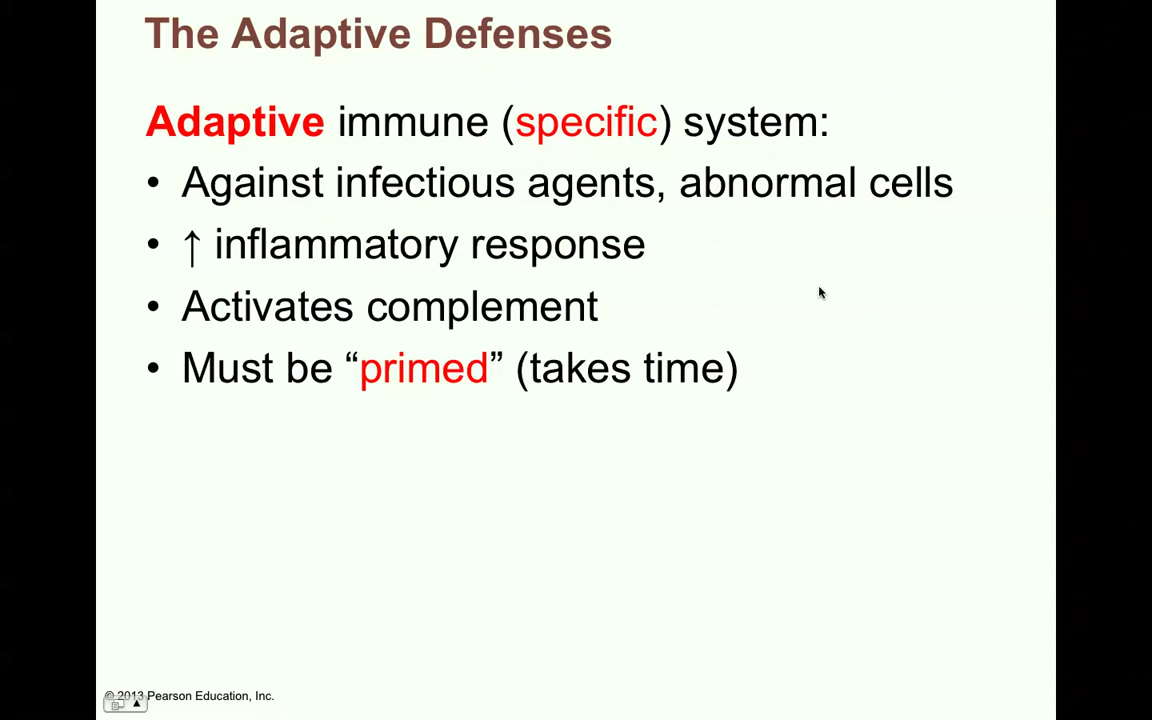 The Adaptive Defenses
Adaptive immune (specific) system:
• Against infectious agents, abnormal cells
• ↑ inflammatory response
• Activates complement
• Must be “primed” (takes time)
© 2013 Pearson Education, Inc.